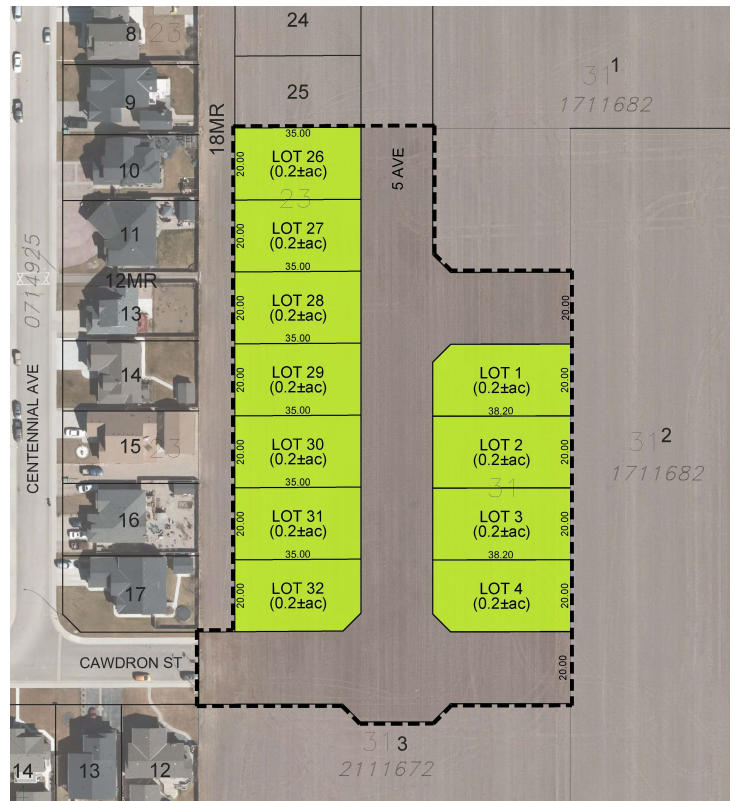 8
23
9
10
11
12MR
13
14
15
23
16
17
0714925
CENTENNIAL AVE
CAWDRON ST
14
13
12
18MR
24
25
35.00
20.00
LOT 26
(0.2±ac)
23
20.00
LOT 27
(0.2±ac)
35.00
20.00
LOT 28
(0.2±ac)
35.00
20.00
LOT 29
(0.2±ac)
35.00
20.00
LOT 30
(0.2±ac)
35.00
20.00
LOT 31
(0.2±ac)
35.00
20.00
LOT 32
(0.2±ac)
5 AVE
20.00
LOT 1
(0.2±ac)
20.00
38.20
LOT 2
(0.2±ac)
20.00
31
LOT 3
(0.2±ac)
20.00
38.20
LOT 4
(0.2±ac)
20.00
20.00
31 1
1711682
31 2
1711682
31 3
2111672